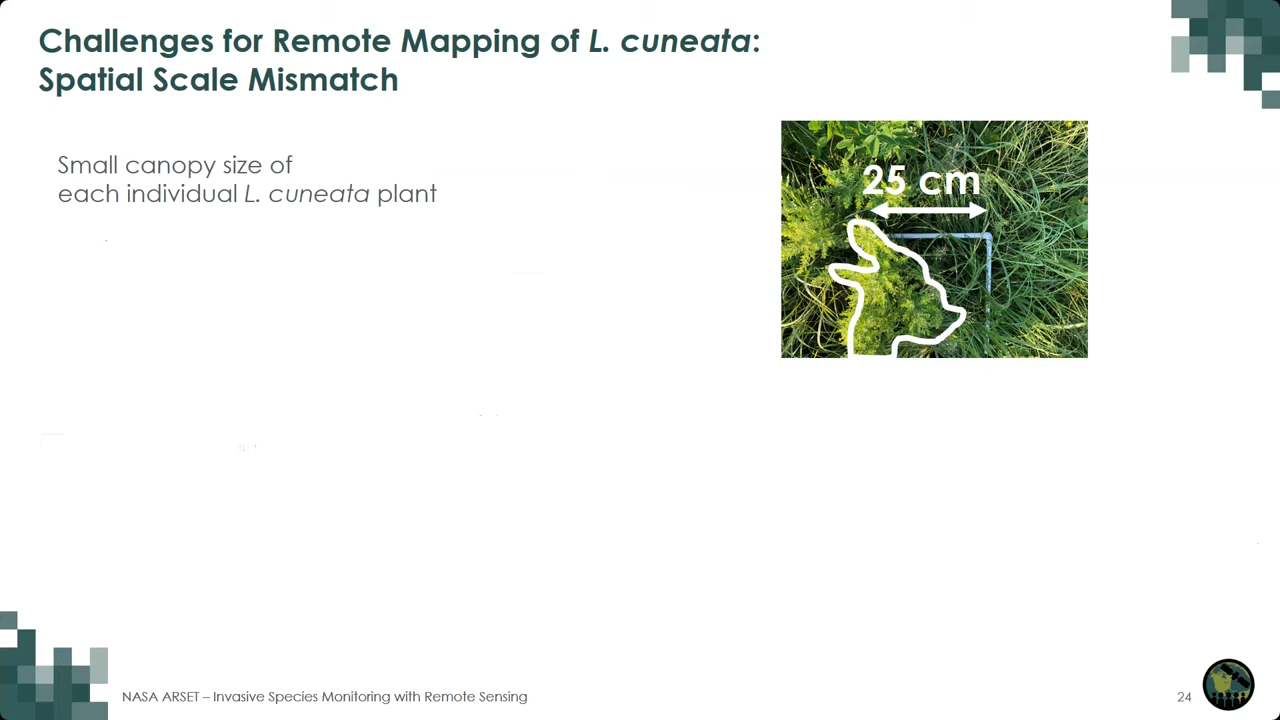 Challenges for Remote Mapping of L. cuneata:
Spatial Scale Mismatch
Small canopy size of
each individual L. cuneata plant
25 cm
NASA ARSET – Invasive Species Monitoring with Remote Sensing
24